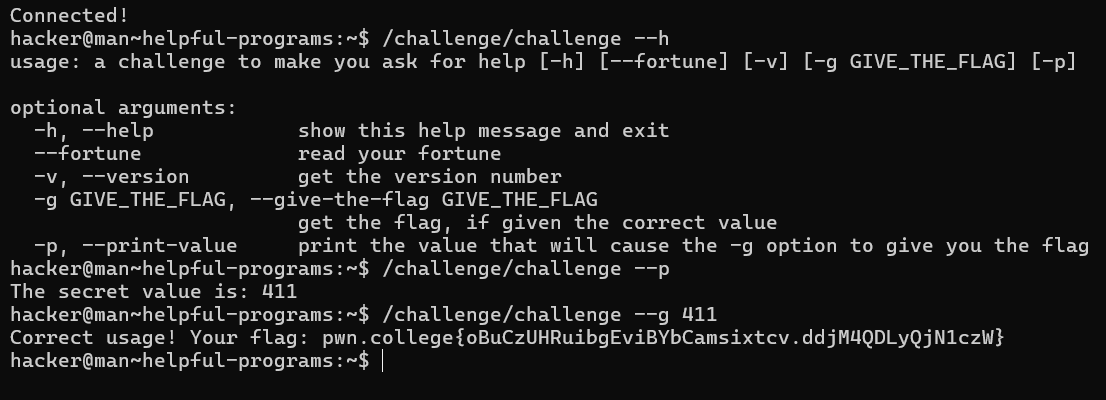 Connected!
hacker@man~helpful-programs:~$ /challenge/challenge --h
usage: a challenge to make you ask for help [-h] [--fortune] [-v] [-g GIVE_THE_FLAG] [-p]
optional arguments:
-h, --help show this help message and exit
--fortune read your fortune
-v, --version get the version number
-g GIVE_THE_FLAG, --give-the-flag GIVE_THE_FLAG
get the flag, if given the correct value
-p, --print-value print the value that will cause the -g option to give you the flag
hacker@man~helpful-programs:~$ /challenge/challenge --p
The secret value is: 411
hacker@man~helpful-programs:~$ /challenge/challenge --g 411
Correct usage! Your flag: pwn.college{oBuCzUHRuibgEviBYbCamsixtcv.ddjM4QDLyQjN1czW}
hacker@man~helpful-programs:~$